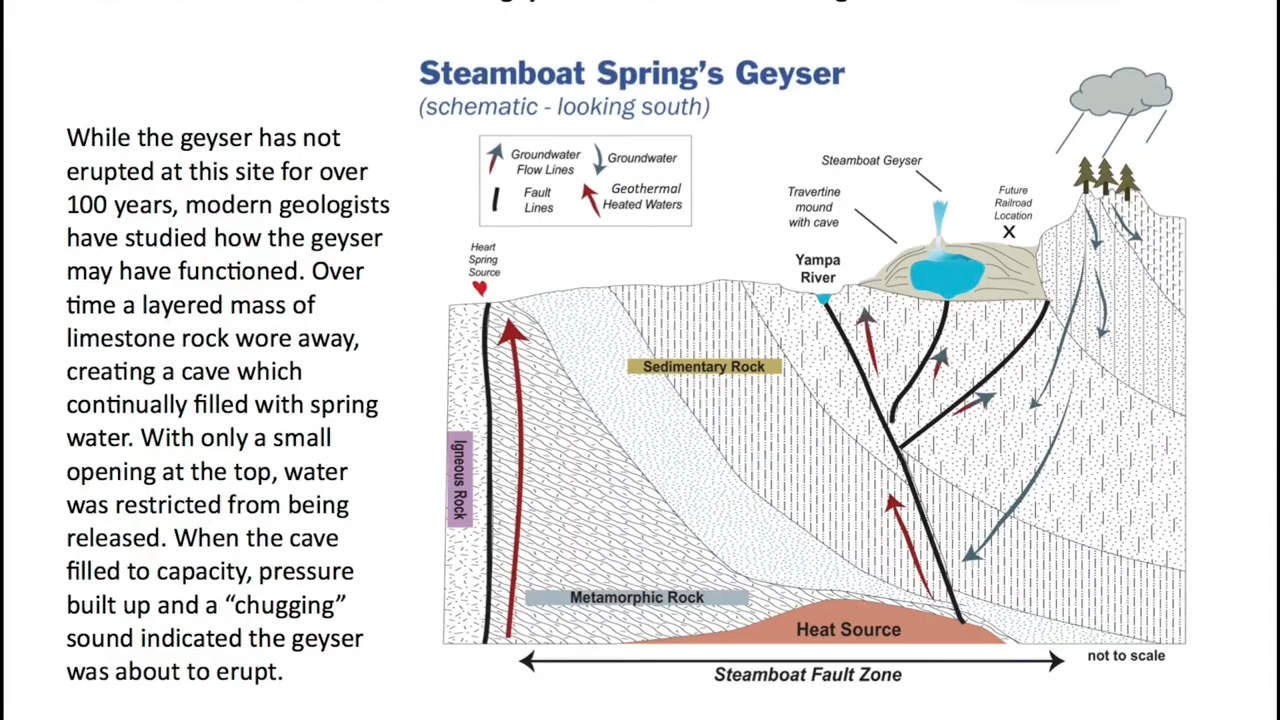 Steamboat Spring's Geyser
(schematic - looking south)
While the geyser has not
erupted at this site for over
100 years, modern geologists
have studied how the geyser
may have functioned. Over
time a layered mass of
limestone rock wore away,
creating a cave which
continually filled with spring
water. With only a small
opening at the top, water
was restricted from being
released. When the cave
filled to capacity, pressure
built up and a “chugging”
sound indicated the geyser
was about to erupt.
Groundwater
Flow Lines
Groundwater
Fault
Lines
Geothermal
Heated Waters
Heart
Spring
Source
Steamboat Geyser
Travertine
mound
with cave
Future
Railroad
Location
X
Yampa
River
Sedimentary Rock
Igneous Rock
Metamorphic Rock
Heat Source
not to scale
Steamboat Fault Zone